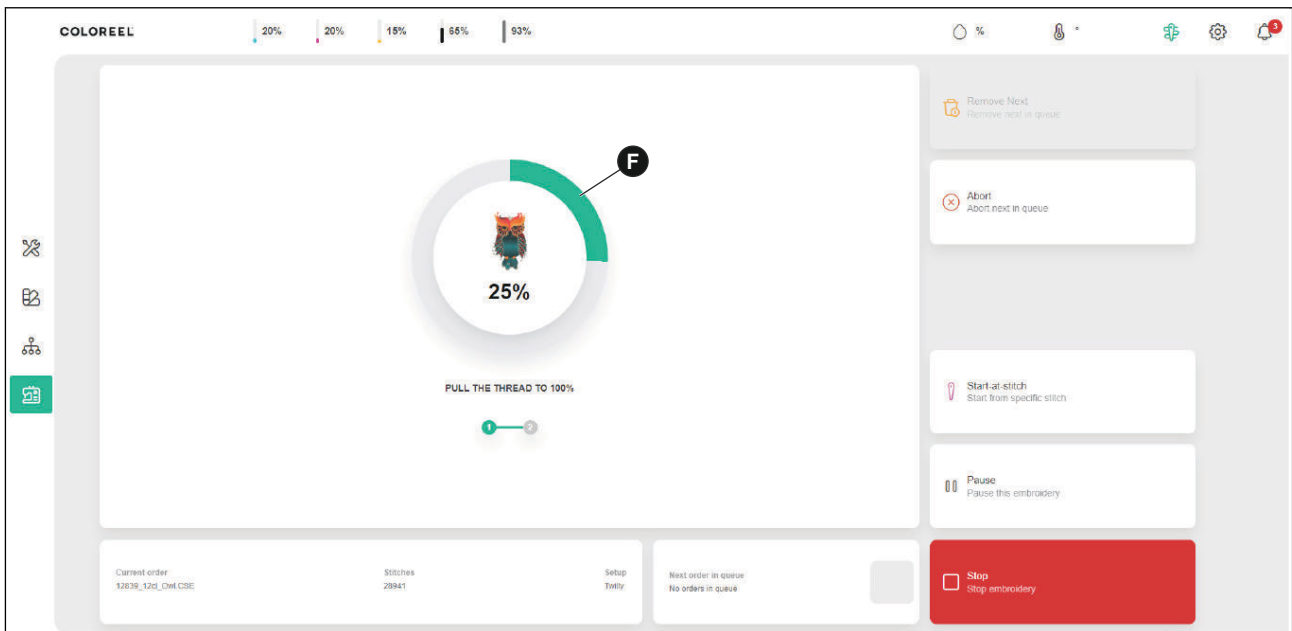 COLOREEL 20% 20% 15% 65% 93% % ° 3
Remove Next
Remove next in queue
F
Abort
Abort next in queue
25%
PULL THE THREAD TO 100%
1 2
Start-at-stitch
Start from specific stitch
Pause
Pause this embroidery
Current order Stitches Setup
12839_12cl_Owl.CSE 28941 Twilly
Next order in queue
No orders in queue
Stop
Stop embroidery